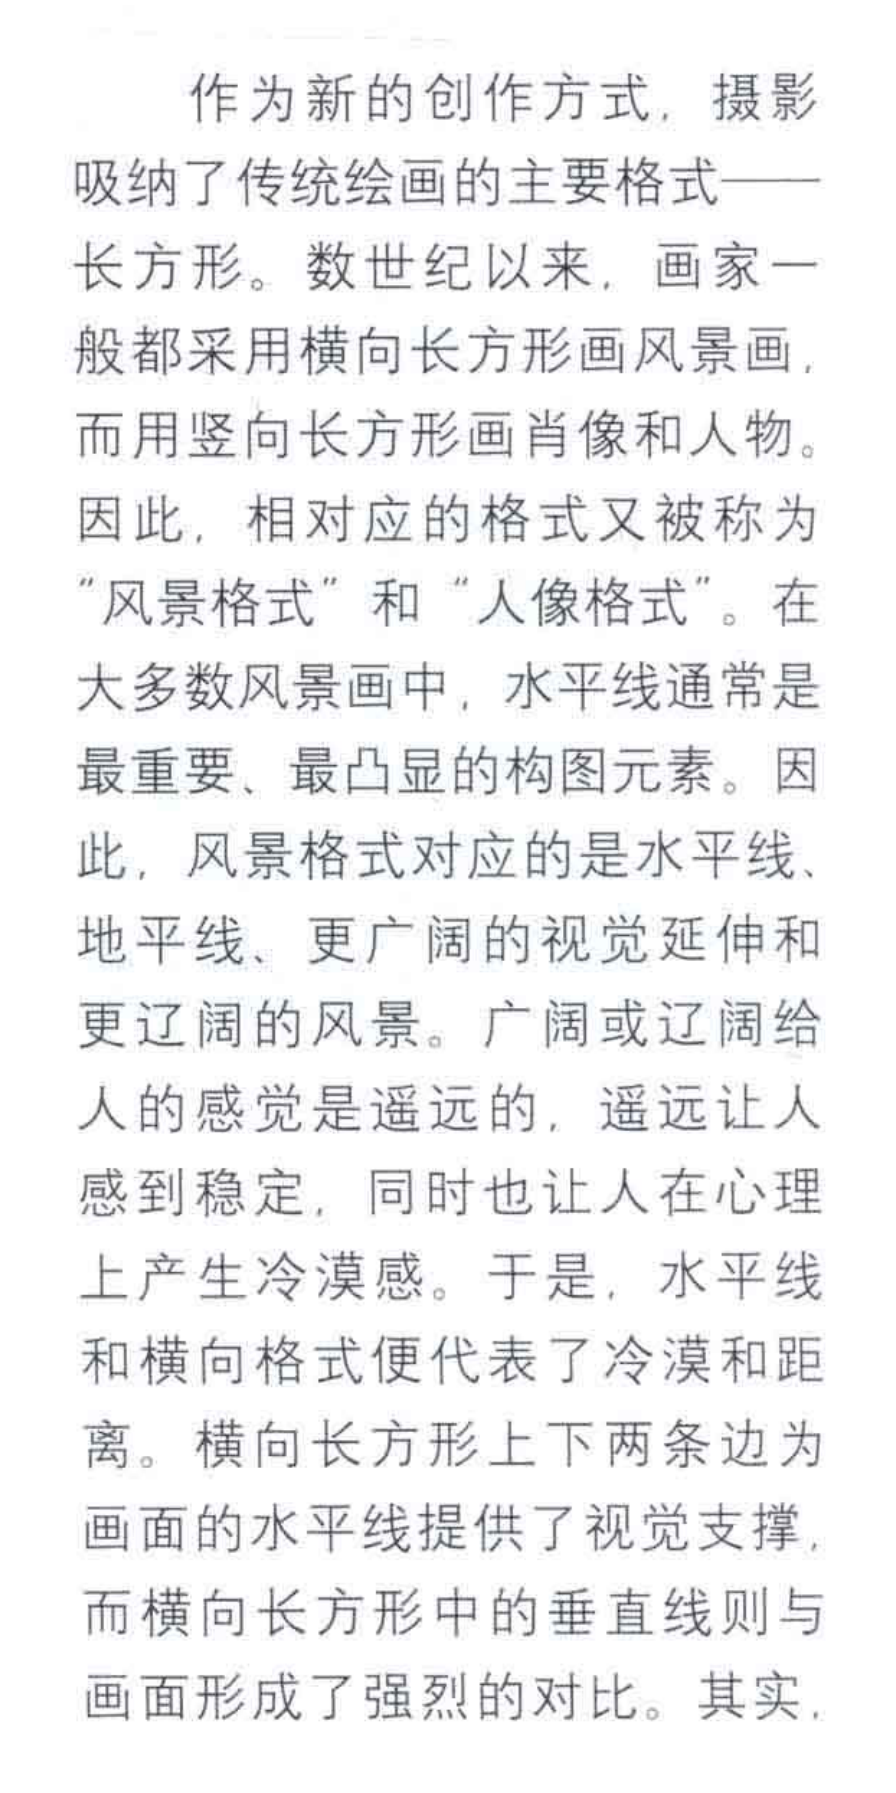 作为新的创作方式，摄影
吸纳了传统绘画的主要格式——
长方形。数世纪以来，画家一
般都采用横向长方形画风景画，
而用竖向长方形画肖像和人物。
因此，相对应的格式又被称为
“风景格式”和“人像格式”。在
大多数风景画中，水平线通常是
最重要、最凸显的构图元素。因
此，风景格式对应的是水平线、
地平线、更广阔的视觉延伸和
更辽阔的风景。广阔或辽阔给
人的感觉是遥远的，遥远让人
感到稳定，同时也让人在心理
上产生冷漠感。于是，水平线
和横向格式便代表了冷漠和距
离。横向长方形上下两条边为
画面的水平线提供了视觉支撑，
而横向长方形中的垂直线则与
画面形成了强烈的对比。其实，